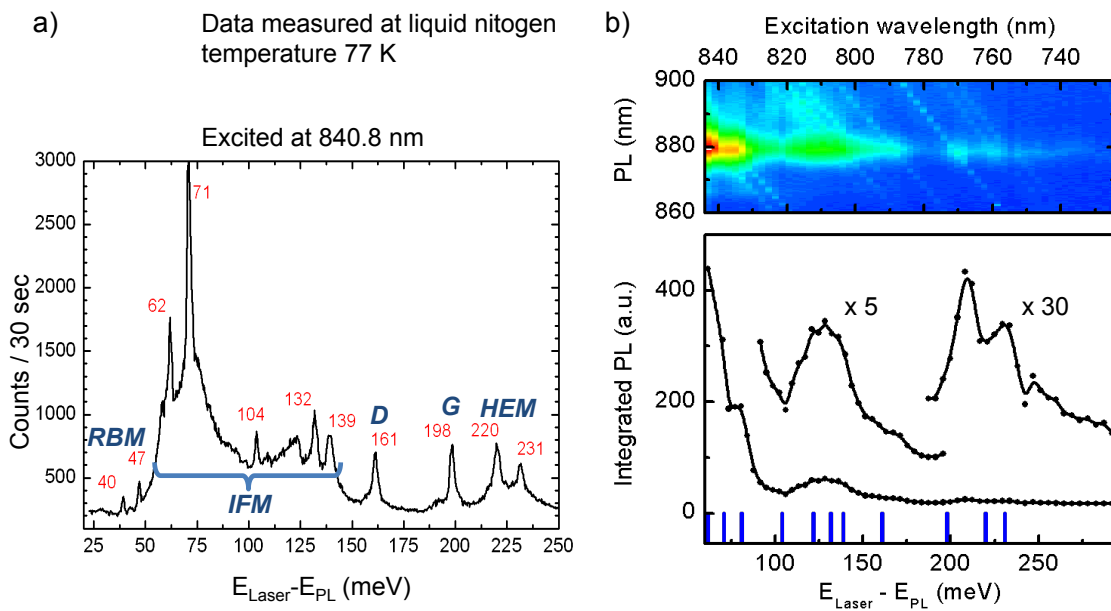 a)
Data measured at liquid nitogen
temperature 77 K
Excited at 840.8 nm
3000
2500
2000
1500
1000
500
Counts / 30 sec
71
62
104
132
139
D
161
G
198
HEM
220
231
RBM
47
40
IFM
25 50 75 100 125 150 175 200 225 250
E_Laser-E_PL (meV)
b)
Excitation wavelength (nm)
840 820 800 780 760 740
900
880
860
PL (nm)
400
200
0
Integrated PL (a.u.)
x 5
x 30
100 150 200 250
E_Laser - E_PL (meV)